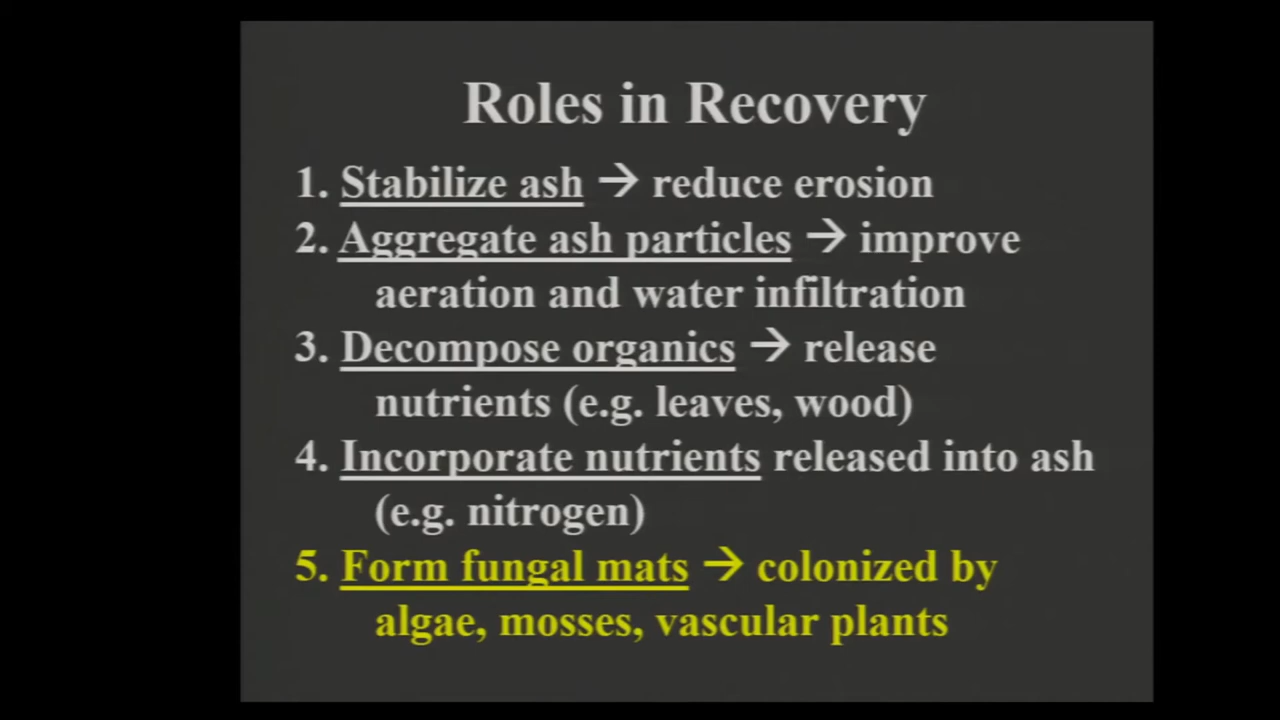 Roles in Recovery
1. Stabilize ash → reduce erosion
2. Aggregate ash particles → improve
aeration and water infiltration
3. Decompose organics → release
nutrients (e.g. leaves, wood)
4. Incorporate nutrients released into ash
(e.g. nitrogen)
5. Form fungal mats → colonized by
algae, mosses, vascular plants